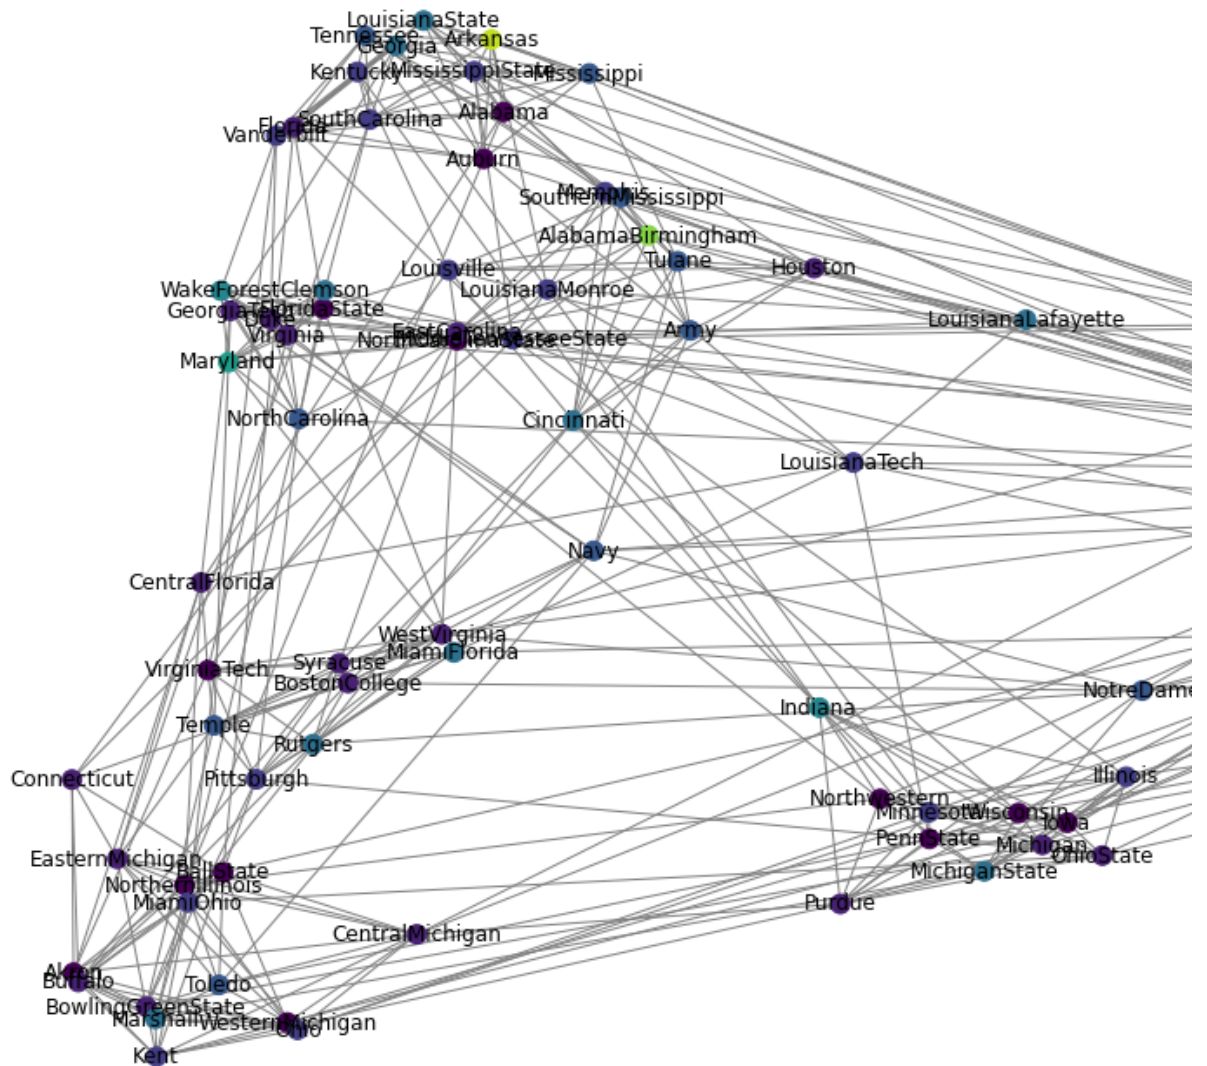 LouisianaState
Tennessee
Arkansas
Georgia
Kentucky
MississippiState
Mississippi
Alabama
SouthCarolina
Florida
Vanderbilt
Auburn
Memphis
SouthernMississippi
AlabamaBirmingham
Tulane
Houston
Louisville
LouisianaMonroe
WakeForest
Clemson
GeorgiaTech
FloridaState
Duke
Virginia
LouisianaLafayette
EastCarolina
NorthCarolinaState
Army
Maryland
NorthCarolina
Cincinnati
LouisianaTech
Navy
CentralFlorida
WestVirginia
MiamiFlorida
Syracuse
VirginiaTech
BostonCollege
NotreDame
Indiana
Temple
Rutgers
Connecticut
Pittsburgh
Illinois
Northwestern
Minnesota
Wisconsin
Iowa
PennState
Michigan
OhioState
EasternMichigan
BallState
MichiganState
NorthernIllinois
MiamiOhio
Purdue
CentralMichigan
Akron
Buffalo
Toledo
BowlingGreenState
Marshall
WesternMichigan
Ohio
Kent